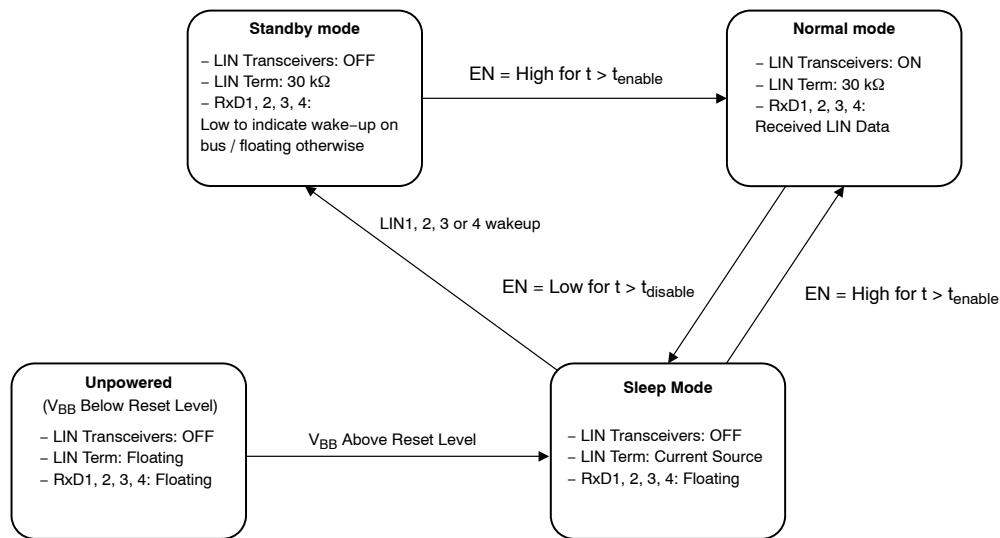 Standby mode
– LIN Transceivers: OFF
– LIN Term: 30 kΩ
– RxD1, 2, 3, 4:
Low to indicate wake–up on
bus / floating otherwise
EN = High for t > tenable
Normal mode
– LIN Transceivers: ON
– LIN Term: 30 kΩ
– RxD1, 2, 3, 4:
Received LIN Data
LIN1, 2, 3 or 4 wakeup
EN = Low for t > tdisable
EN = High for t > tenable
Unpowered
(VBB Below Reset Level)
– LIN Transceivers: OFF
– LIN Term: Floating
– RxD1, 2, 3, 4: Floating
VBB Above Reset Level
Sleep Mode
– LIN Transceivers: OFF
– LIN Term: Current Source
– RxD1, 2, 3, 4: Floating